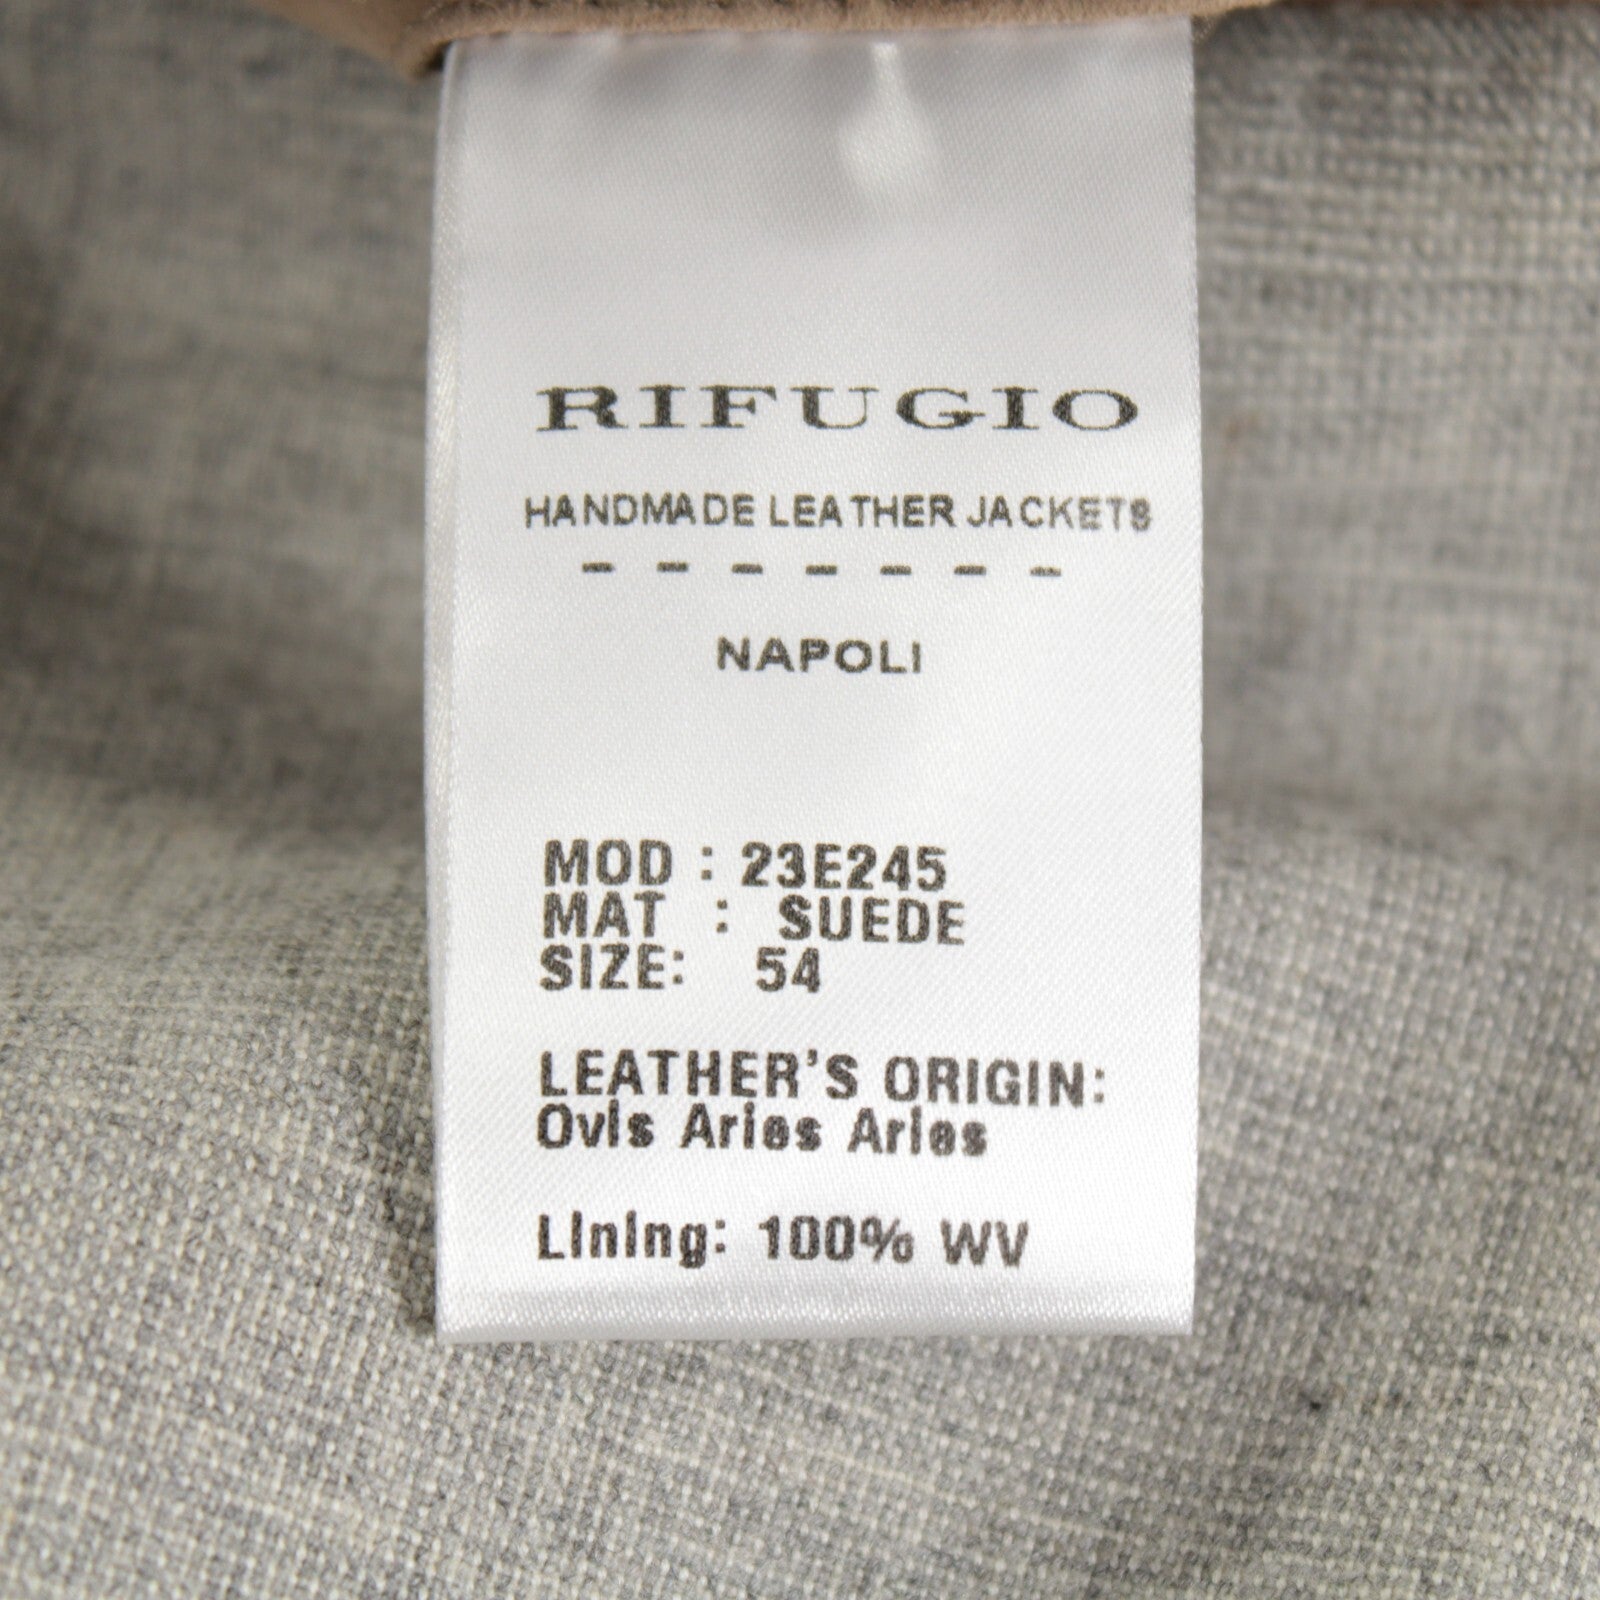 RIFUGIO
HANDMADE LEATHER JACKETS
- - - - - - -
NAPOLI
MOD : 23E245
MAT : SUEDE
SIZE: 54
LEATHER'S ORIGIN:
Ovis Aries Aries
Lining: 100% WV